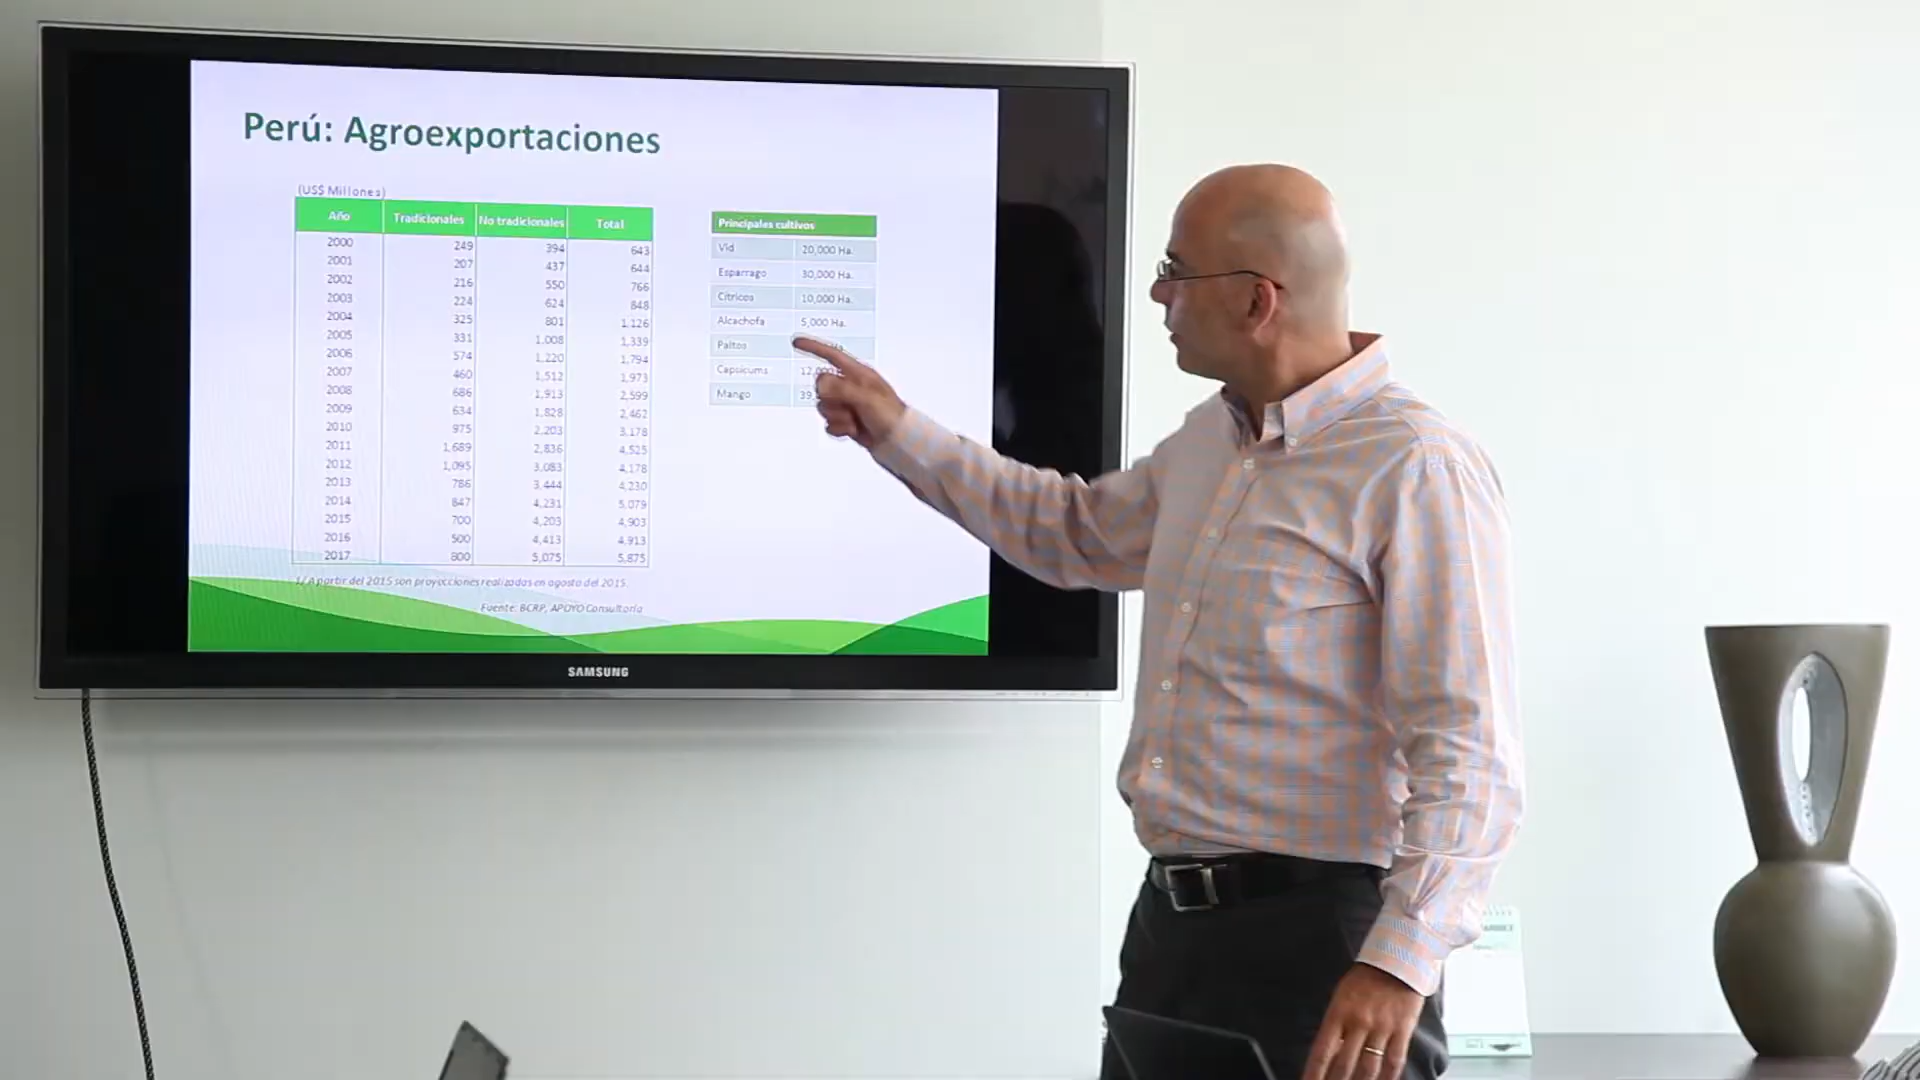 Perú: Agroexportaciones
(US$ Millones)
Año Tradicionales No tradicionales Total
2000 249 394 643
2001 207 437 644
2002 216 550 766
2003 224 624 848
2004 325 801 1,126
2005 331 1,008 1,339
2006 574 1,220 1,794
2007 460 1,512 1,973
2008 686 1,913 2,599
2009 634 1,828 2,462
2010 975 2,203 3,178
2011 1,689 2,836 4,525
2012 1,095 3,083 4,178
2013 786 3,444 4,230
2014 847 4,231 5,079
2015 700 4,203 4,903
2016 500 4,413 4,913
2017 800 5,075 5,875
1/ A partir del 2015 son proyecciones realizadas en agosto del 2015.
Fuente: BCRP, APOYO Consultoría
Principales cultivos
Vid 20,000 Ha.
Esparrago 30,000 Ha.
Cítricos 10,000 Ha.
Alcachofa 5,000 Ha.
Paltos Ha.
Capsicums 12,000
Mango
SAMSUNG